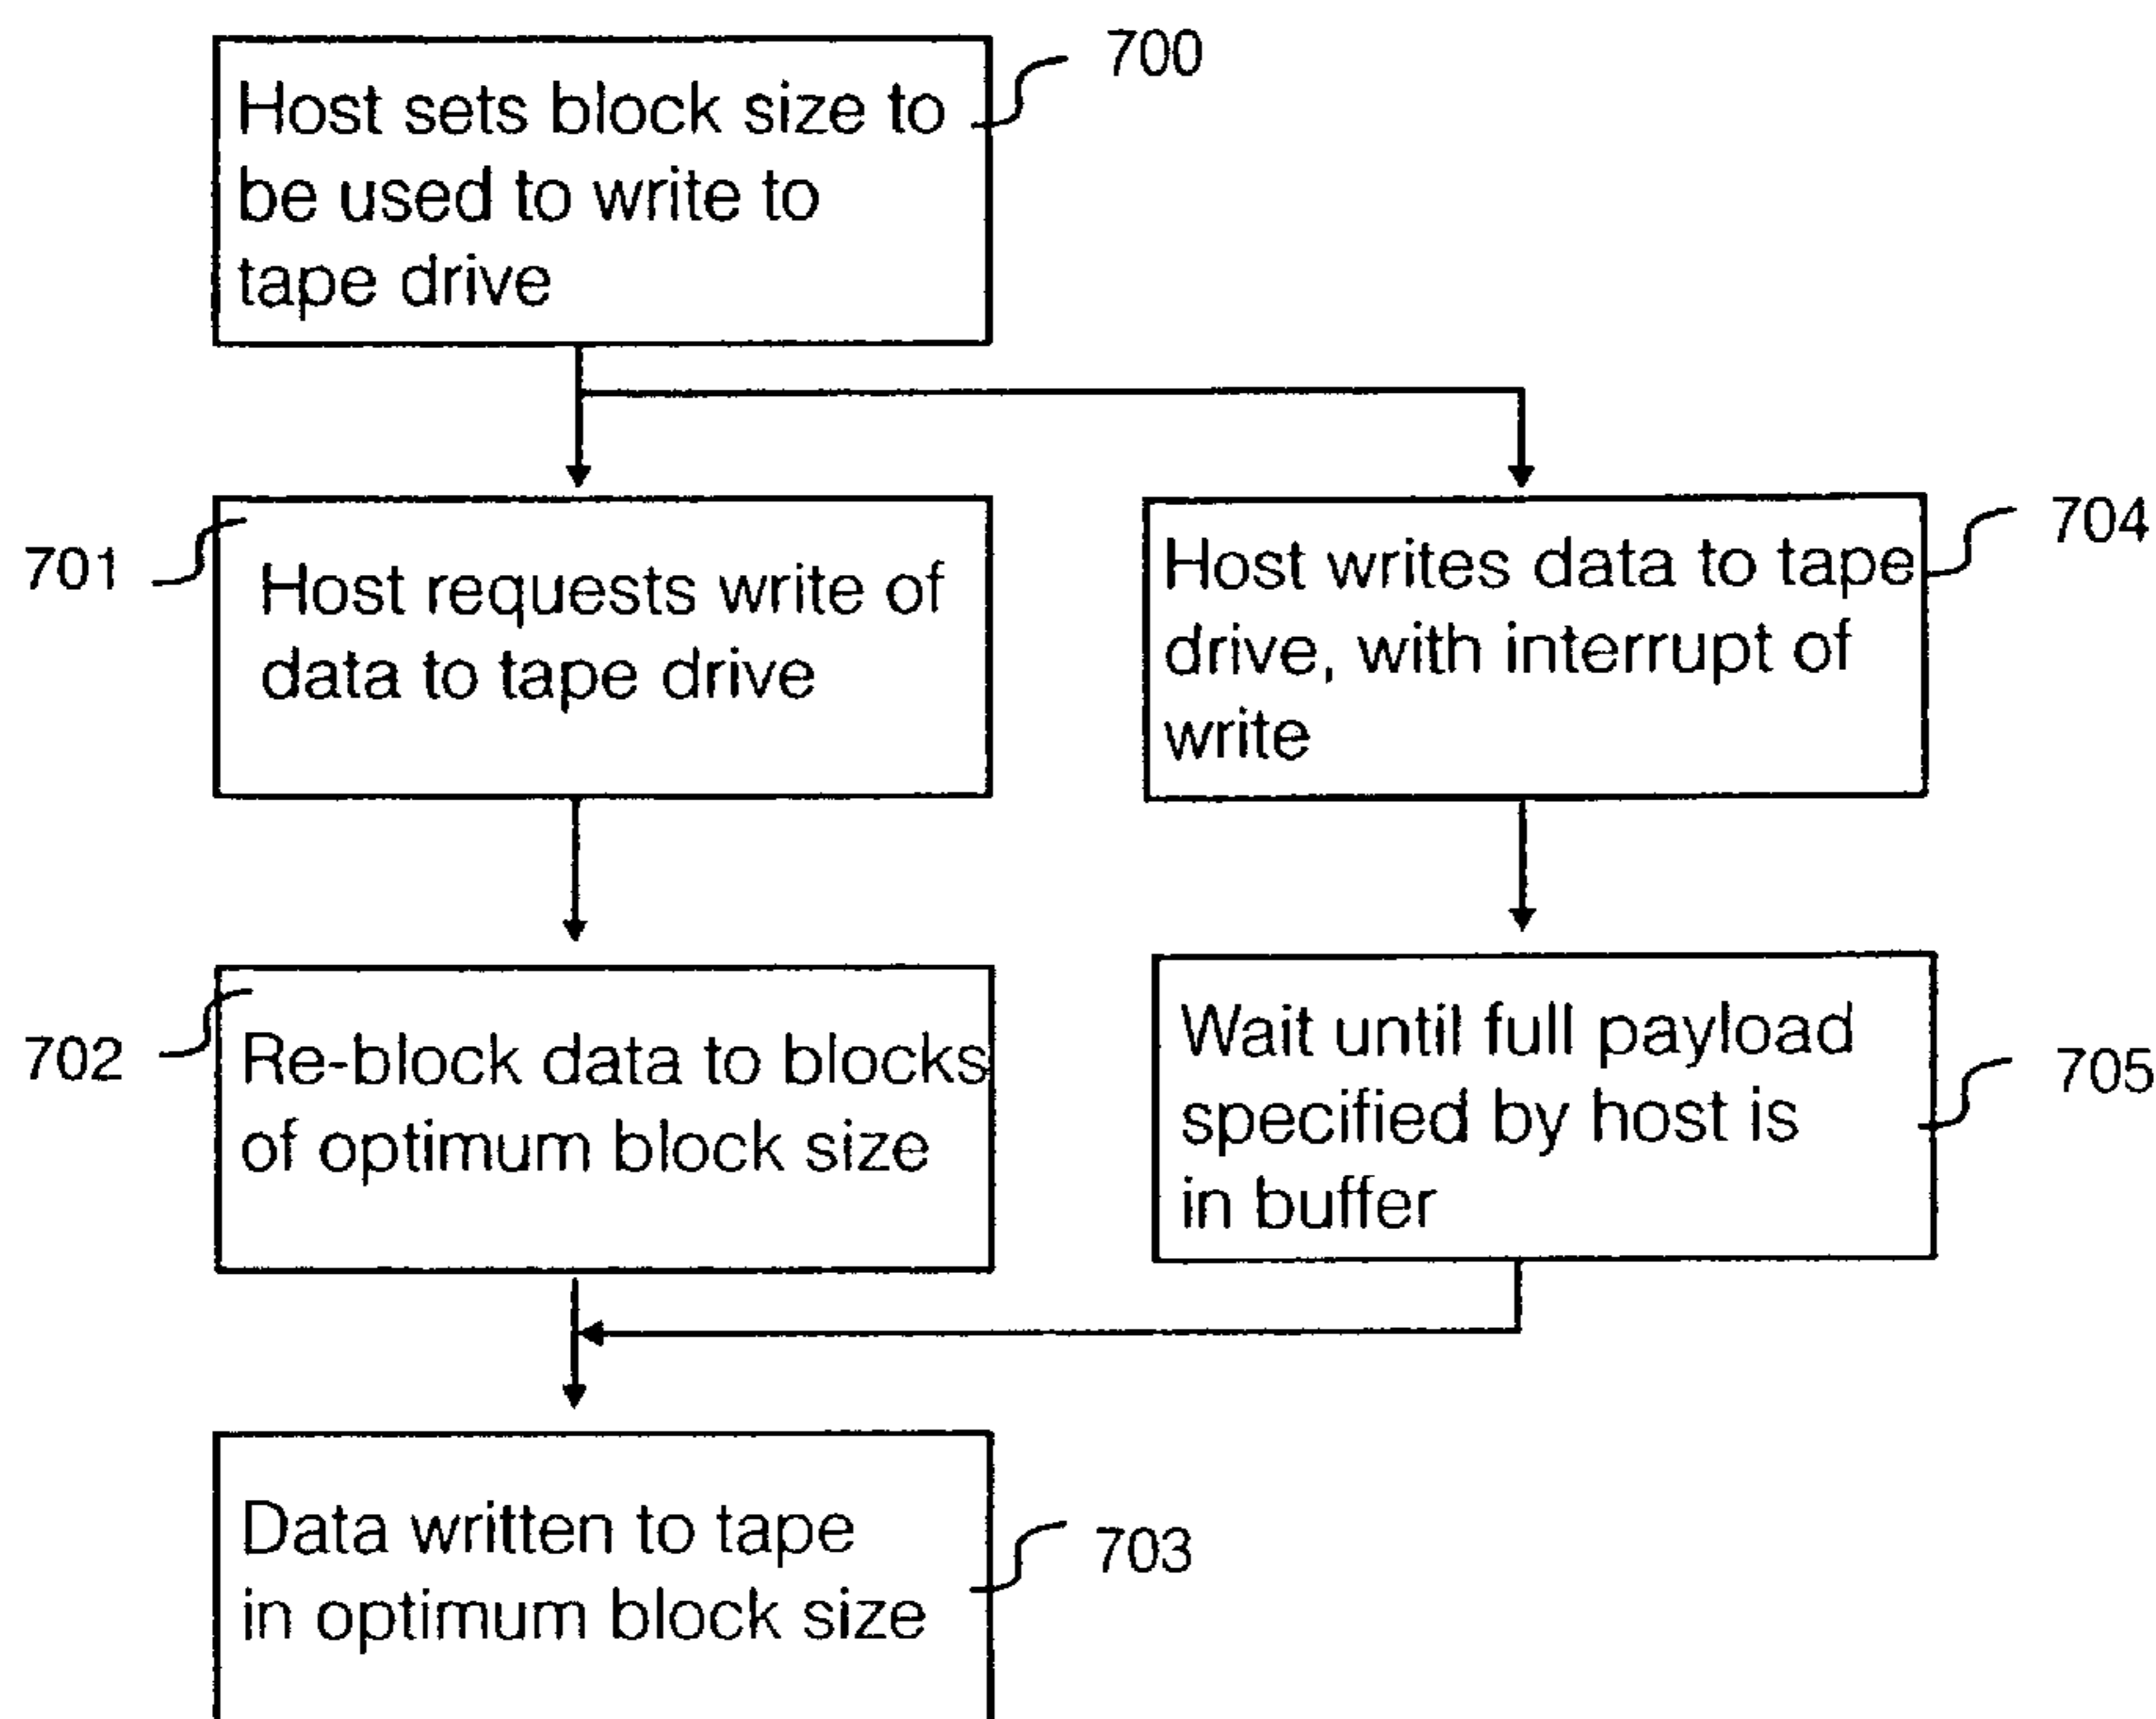 700
Host sets block size to
be used to write to
tape drive
701
Host requests write of
data to tape drive
704
Host writes data to tape
drive, with interrupt of
write
702
Re-block data to blocks
of optimum block size
705
Wait until full payload
specified by host is
in buffer
703
Data written to tape
in optimum block size